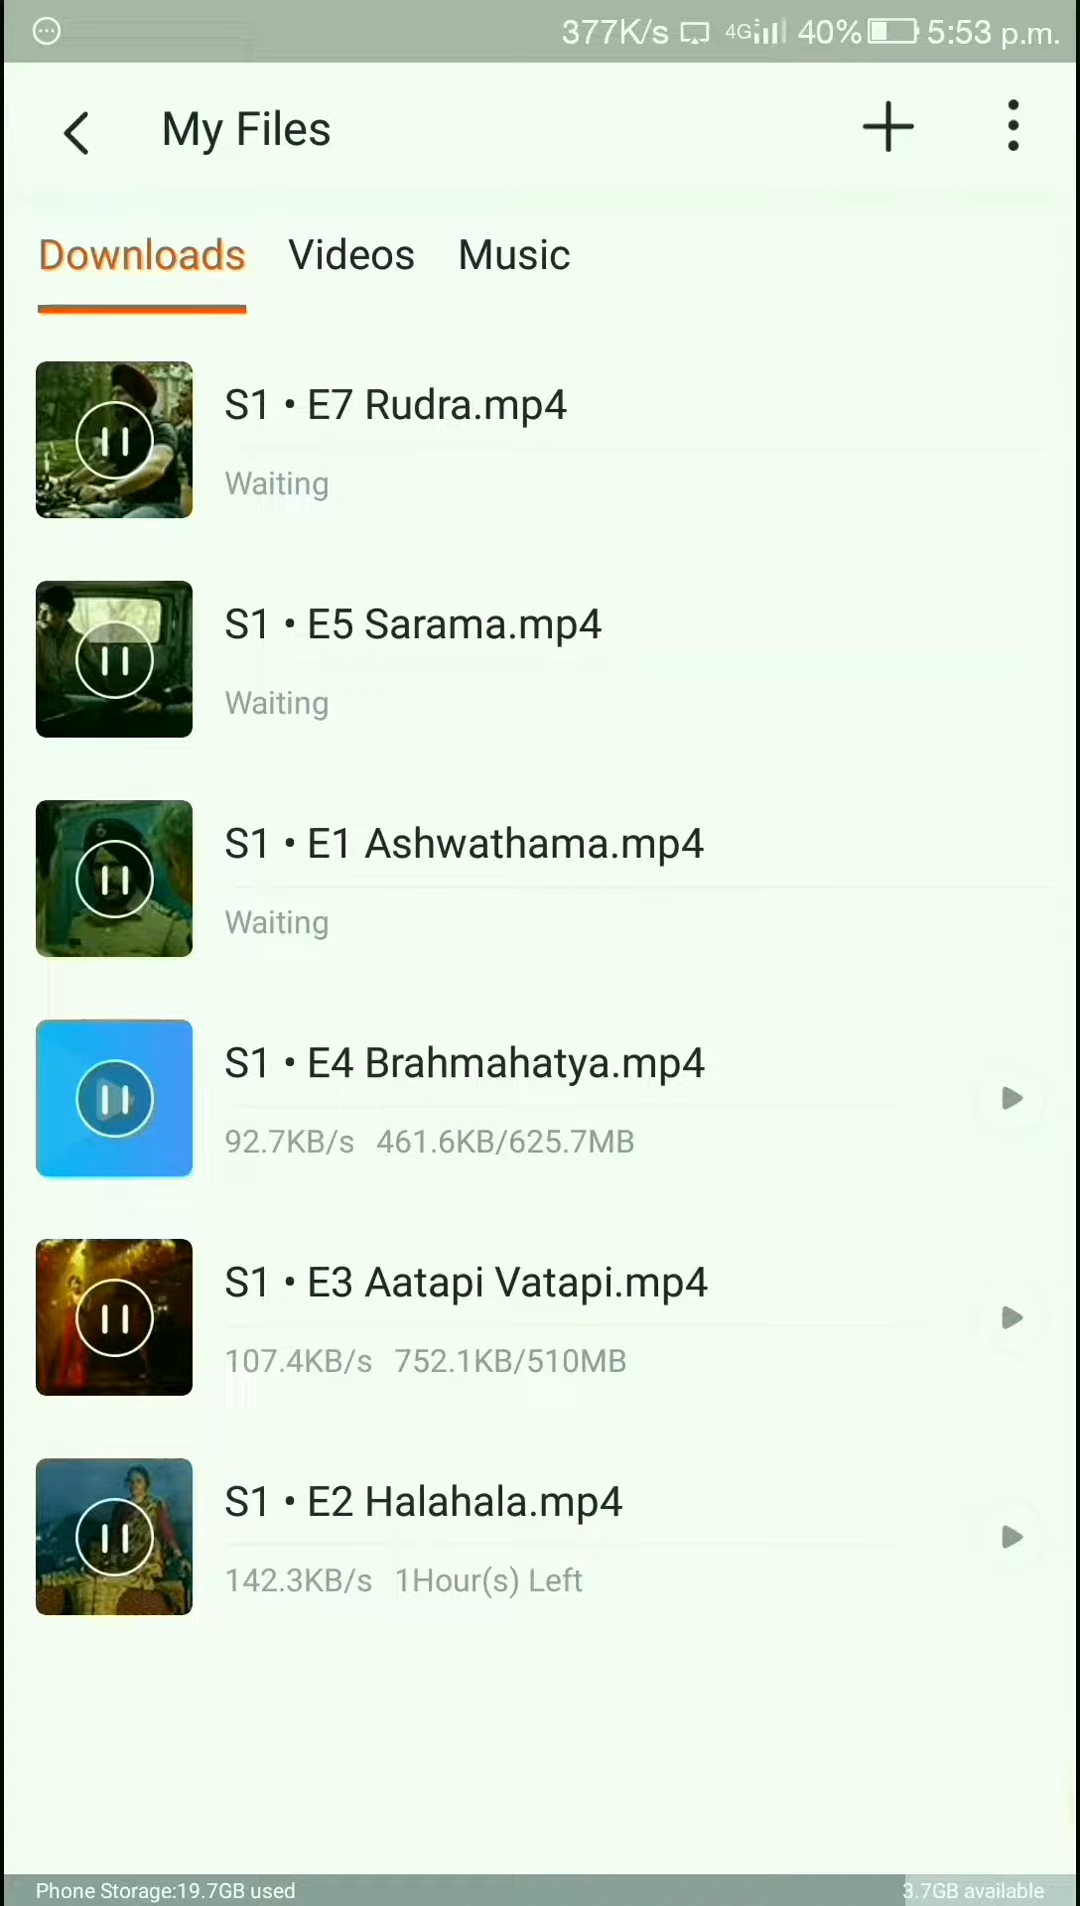 377K/s 4G 40% 5:53 p.m.
My Files
Downloads Videos Music
S1 • E7 Rudra.mp4
Waiting
S1 • E5 Sarama.mp4
Waiting
S1 • E1 Ashwathama.mp4
Waiting
S1 • E4 Brahmahatya.mp4
92.7KB/s 461.6KB/625.7MB
S1 • E3 Aatapi Vatapi.mp4
107.4KB/s 752.1KB/510MB
S1 • E2 Halahala.mp4
142.3KB/s 1Hour(s) Left
Phone Storage:19.7GB used 3.7GB available